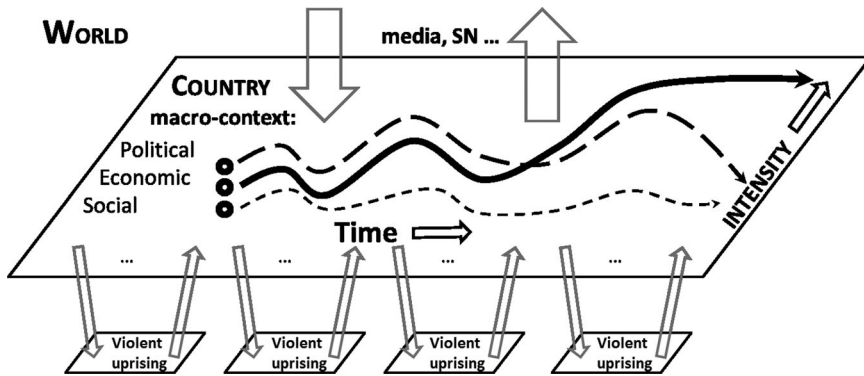 WORLD
media, SN ...
COUNTRY
macro-context:
Political
Economic
Social
Time
INTENSITY
... ... ... ...
Violent
uprising
Violent
uprising
Violent
uprising
Violent
uprising